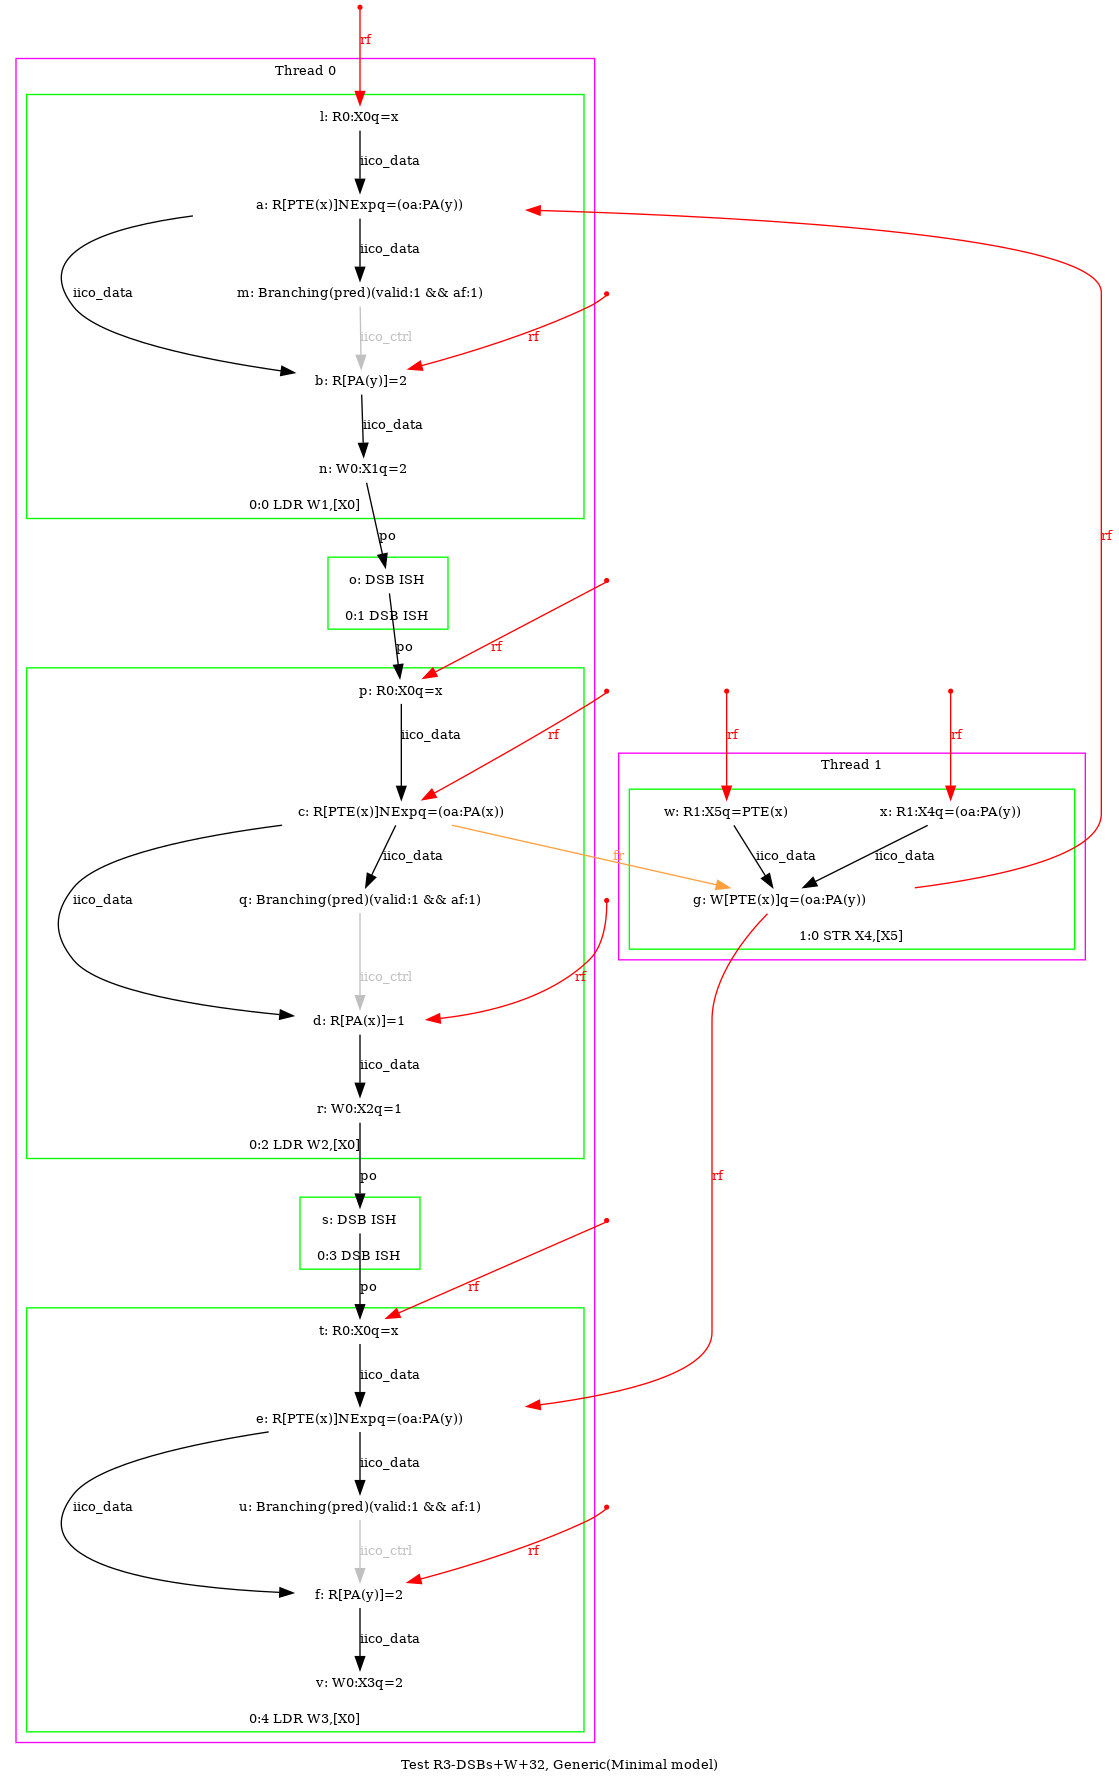 rf
Thread 0
l: R0:X0q=x
iico_data
a: R[PTE(x)]NExpq=(oa:PA(y))
iico_data
iico_data
m: Branching(pred)(valid:1 && af:1)
iico_ctrl
rf
b: R[PA(y)]=2
iico_data
n: W0:X1q=2
0:0 LDR W1,[X0]
po
rf
o: DSB ISH
0:1 DSB ISH
po
rf
p: R0:X0q=x
iico_data
rf
rf
rf
Thread 1
c: R[PTE(x)]NExpq=(oa:PA(x))
w: R1:X5q=PTE(x)
x: R1:X4q=(oa:PA(y))
iico_data
fr
iico_data
iico_data
iico_data
q: Branching(pred)(valid:1 && af:1)
g: W[PTE(x)]q=(oa:PA(y))
1:0 STR X4,[X5]
iico_ctrl
rf
d: R[PA(x)]=1
iico_data
r: W0:X2q=1
0:2 LDR W2,[X0]
po
rf
s: DSB ISH
0:3 DSB ISH
po
rf
t: R0:X0q=x
iico_data
e: R[PTE(x)]NExpq=(oa:PA(y))
iico_data
iico_data
u: Branching(pred)(valid:1 && af:1)
iico_ctrl
rf
f: R[PA(y)]=2
iico_data
v: W0:X3q=2
0:4 LDR W3,[X0]
Test R3-DSBs+W+32, Generic(Minimal model)